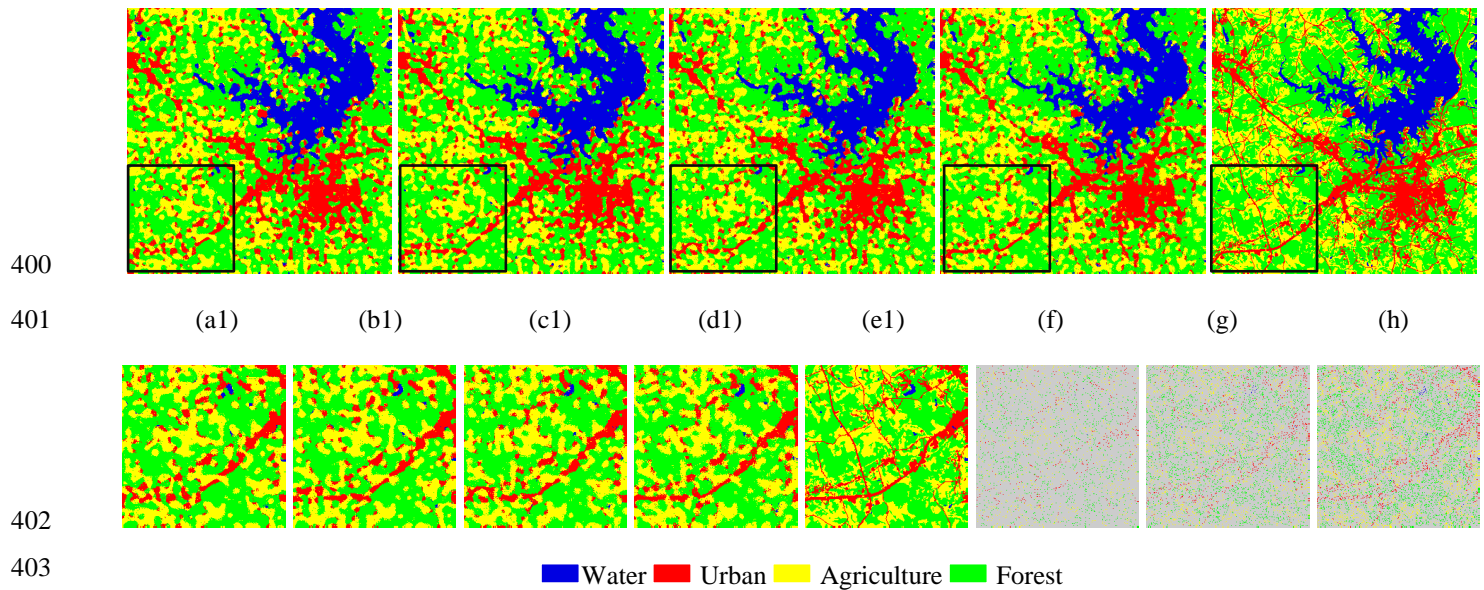 400
401 (a1) (b1) (c1) (d1) (e1) (f) (g) (h)
402
403 Water Urban Agriculture Forest